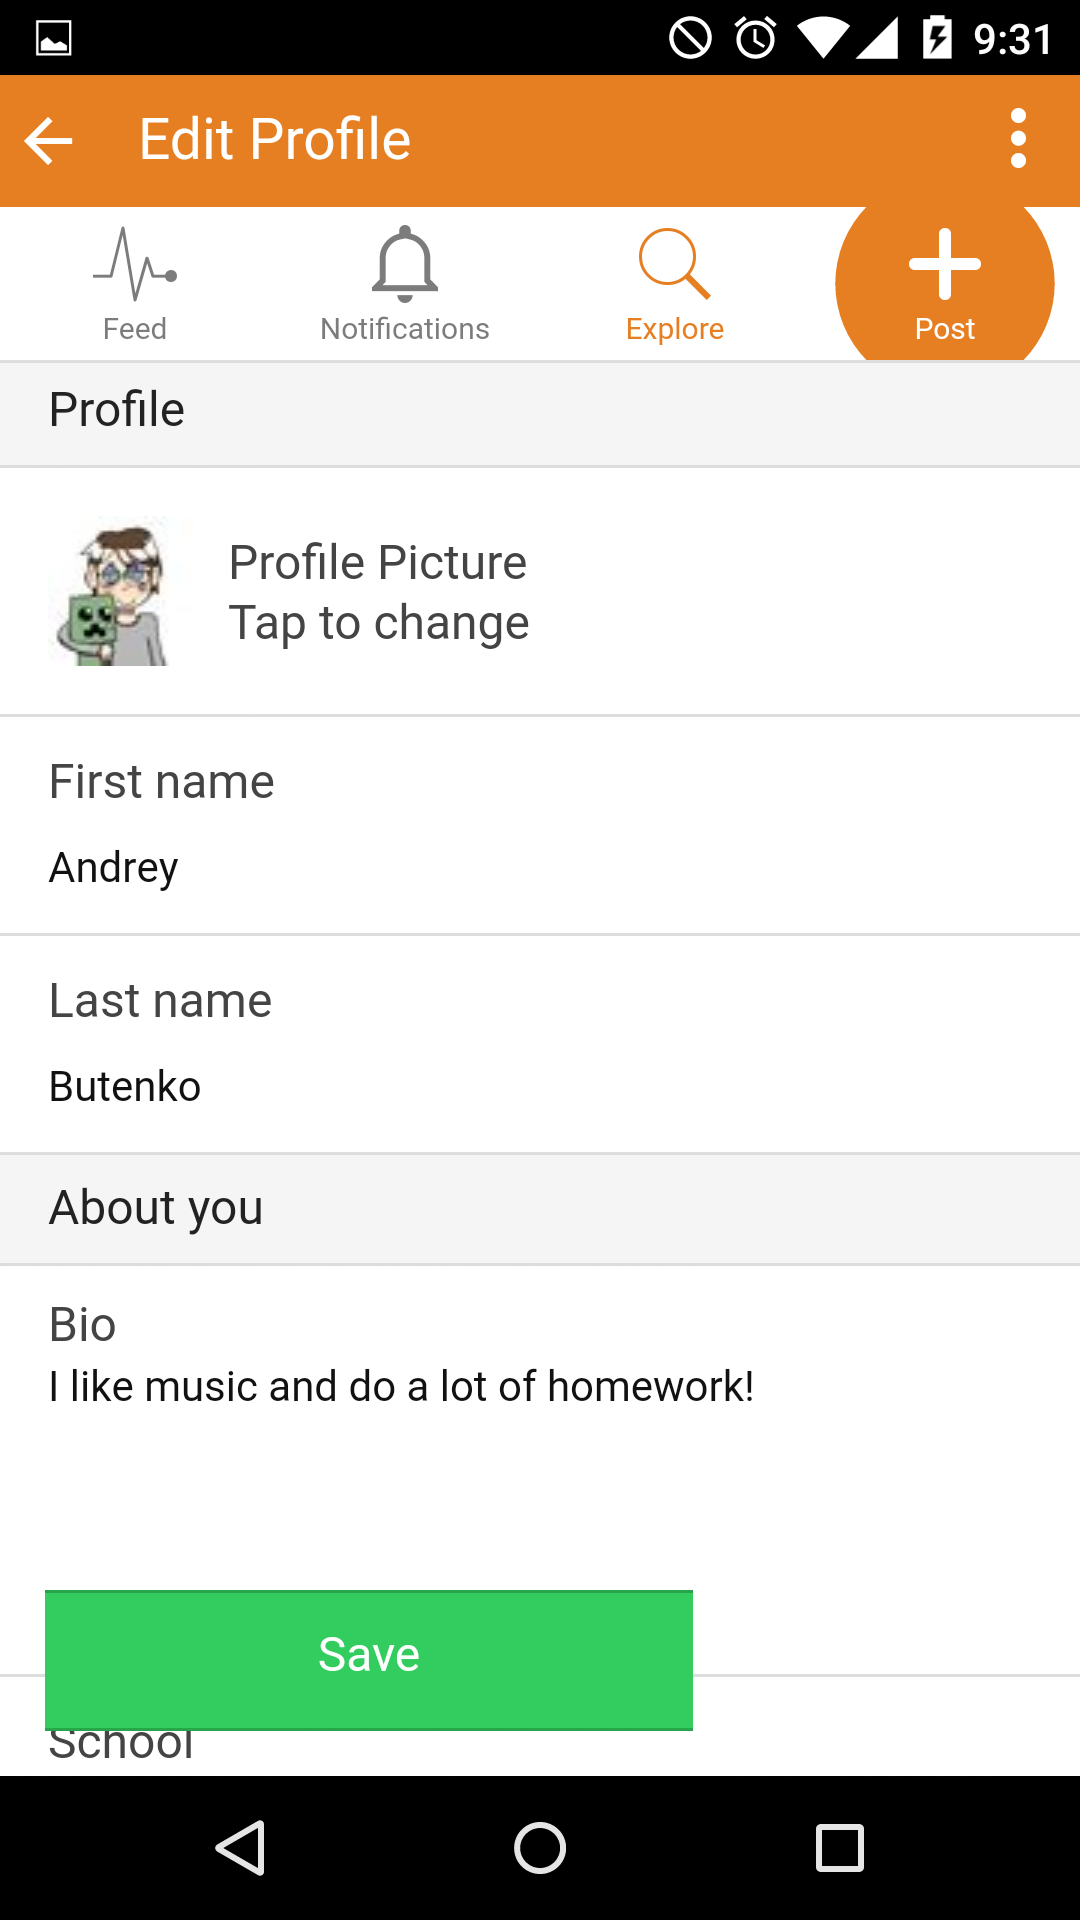 9:31
Edit Profile
Feed
Notifications
Explore
Post
Profile
Profile Picture
Tap to change
First name
Andrey
Last name
Butenko
About you
Bio
I like music and do a lot of homework!
Save
School